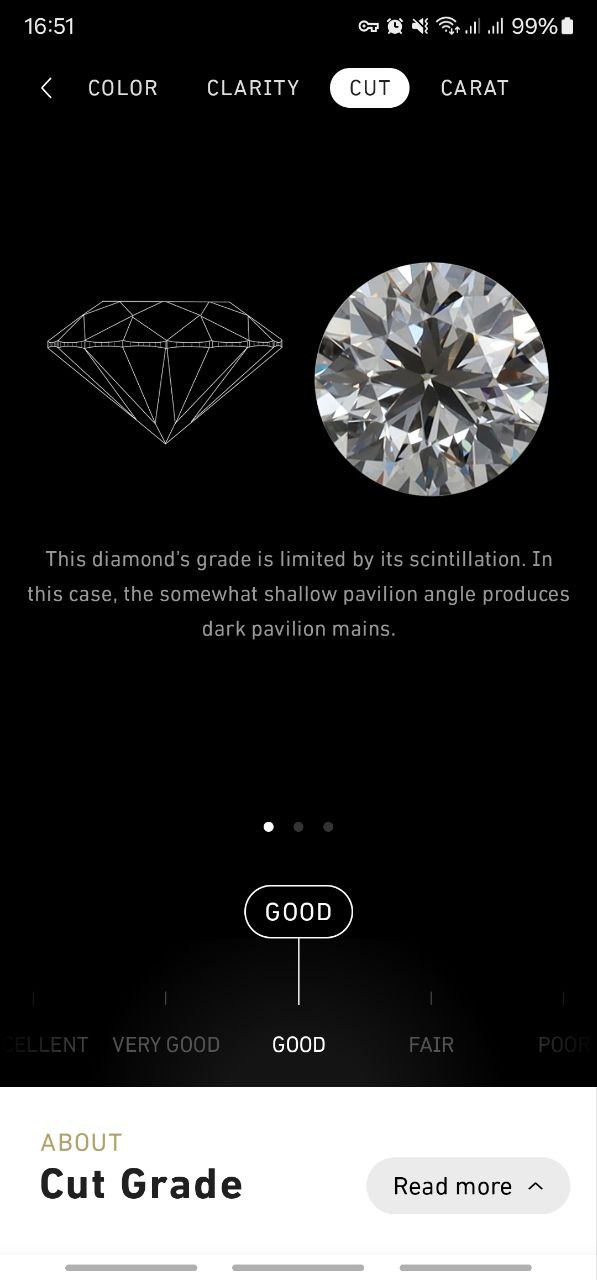 16:51
99%
COLOR CLARITY CUT CARAT
This diamond's grade is limited by its scintillation. In
this case, the somewhat shallow pavilion angle produces
dark pavilion mains.
GOOD
CELLENT VERY GOOD GOOD FAIR POOR
ABOUT
Cut Grade
Read more